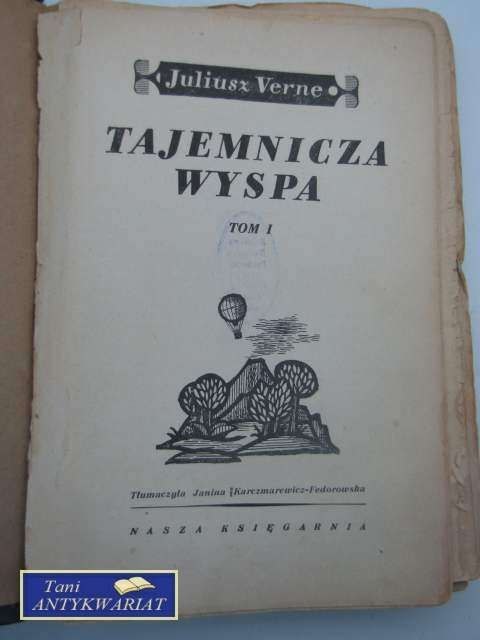 Juliusz Verne
TAJEMNICZA
WYSPA
TOM I
Tłumaczyła Janina Karczmarewicz-Fedorowska
NASZA KSIĘGARNIA
Tani
ANTYKWARIAT